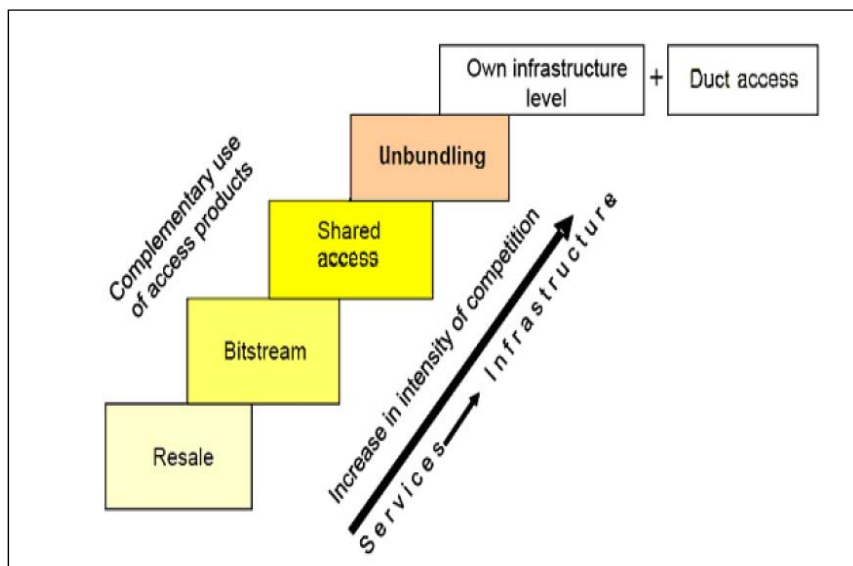 Own infrastructure
level
+
Duct access
Unbundling
Complementary use
of access products
Shared
access
Bitstream
Resale
Increase in intensity of competition
Services → Infrastructure